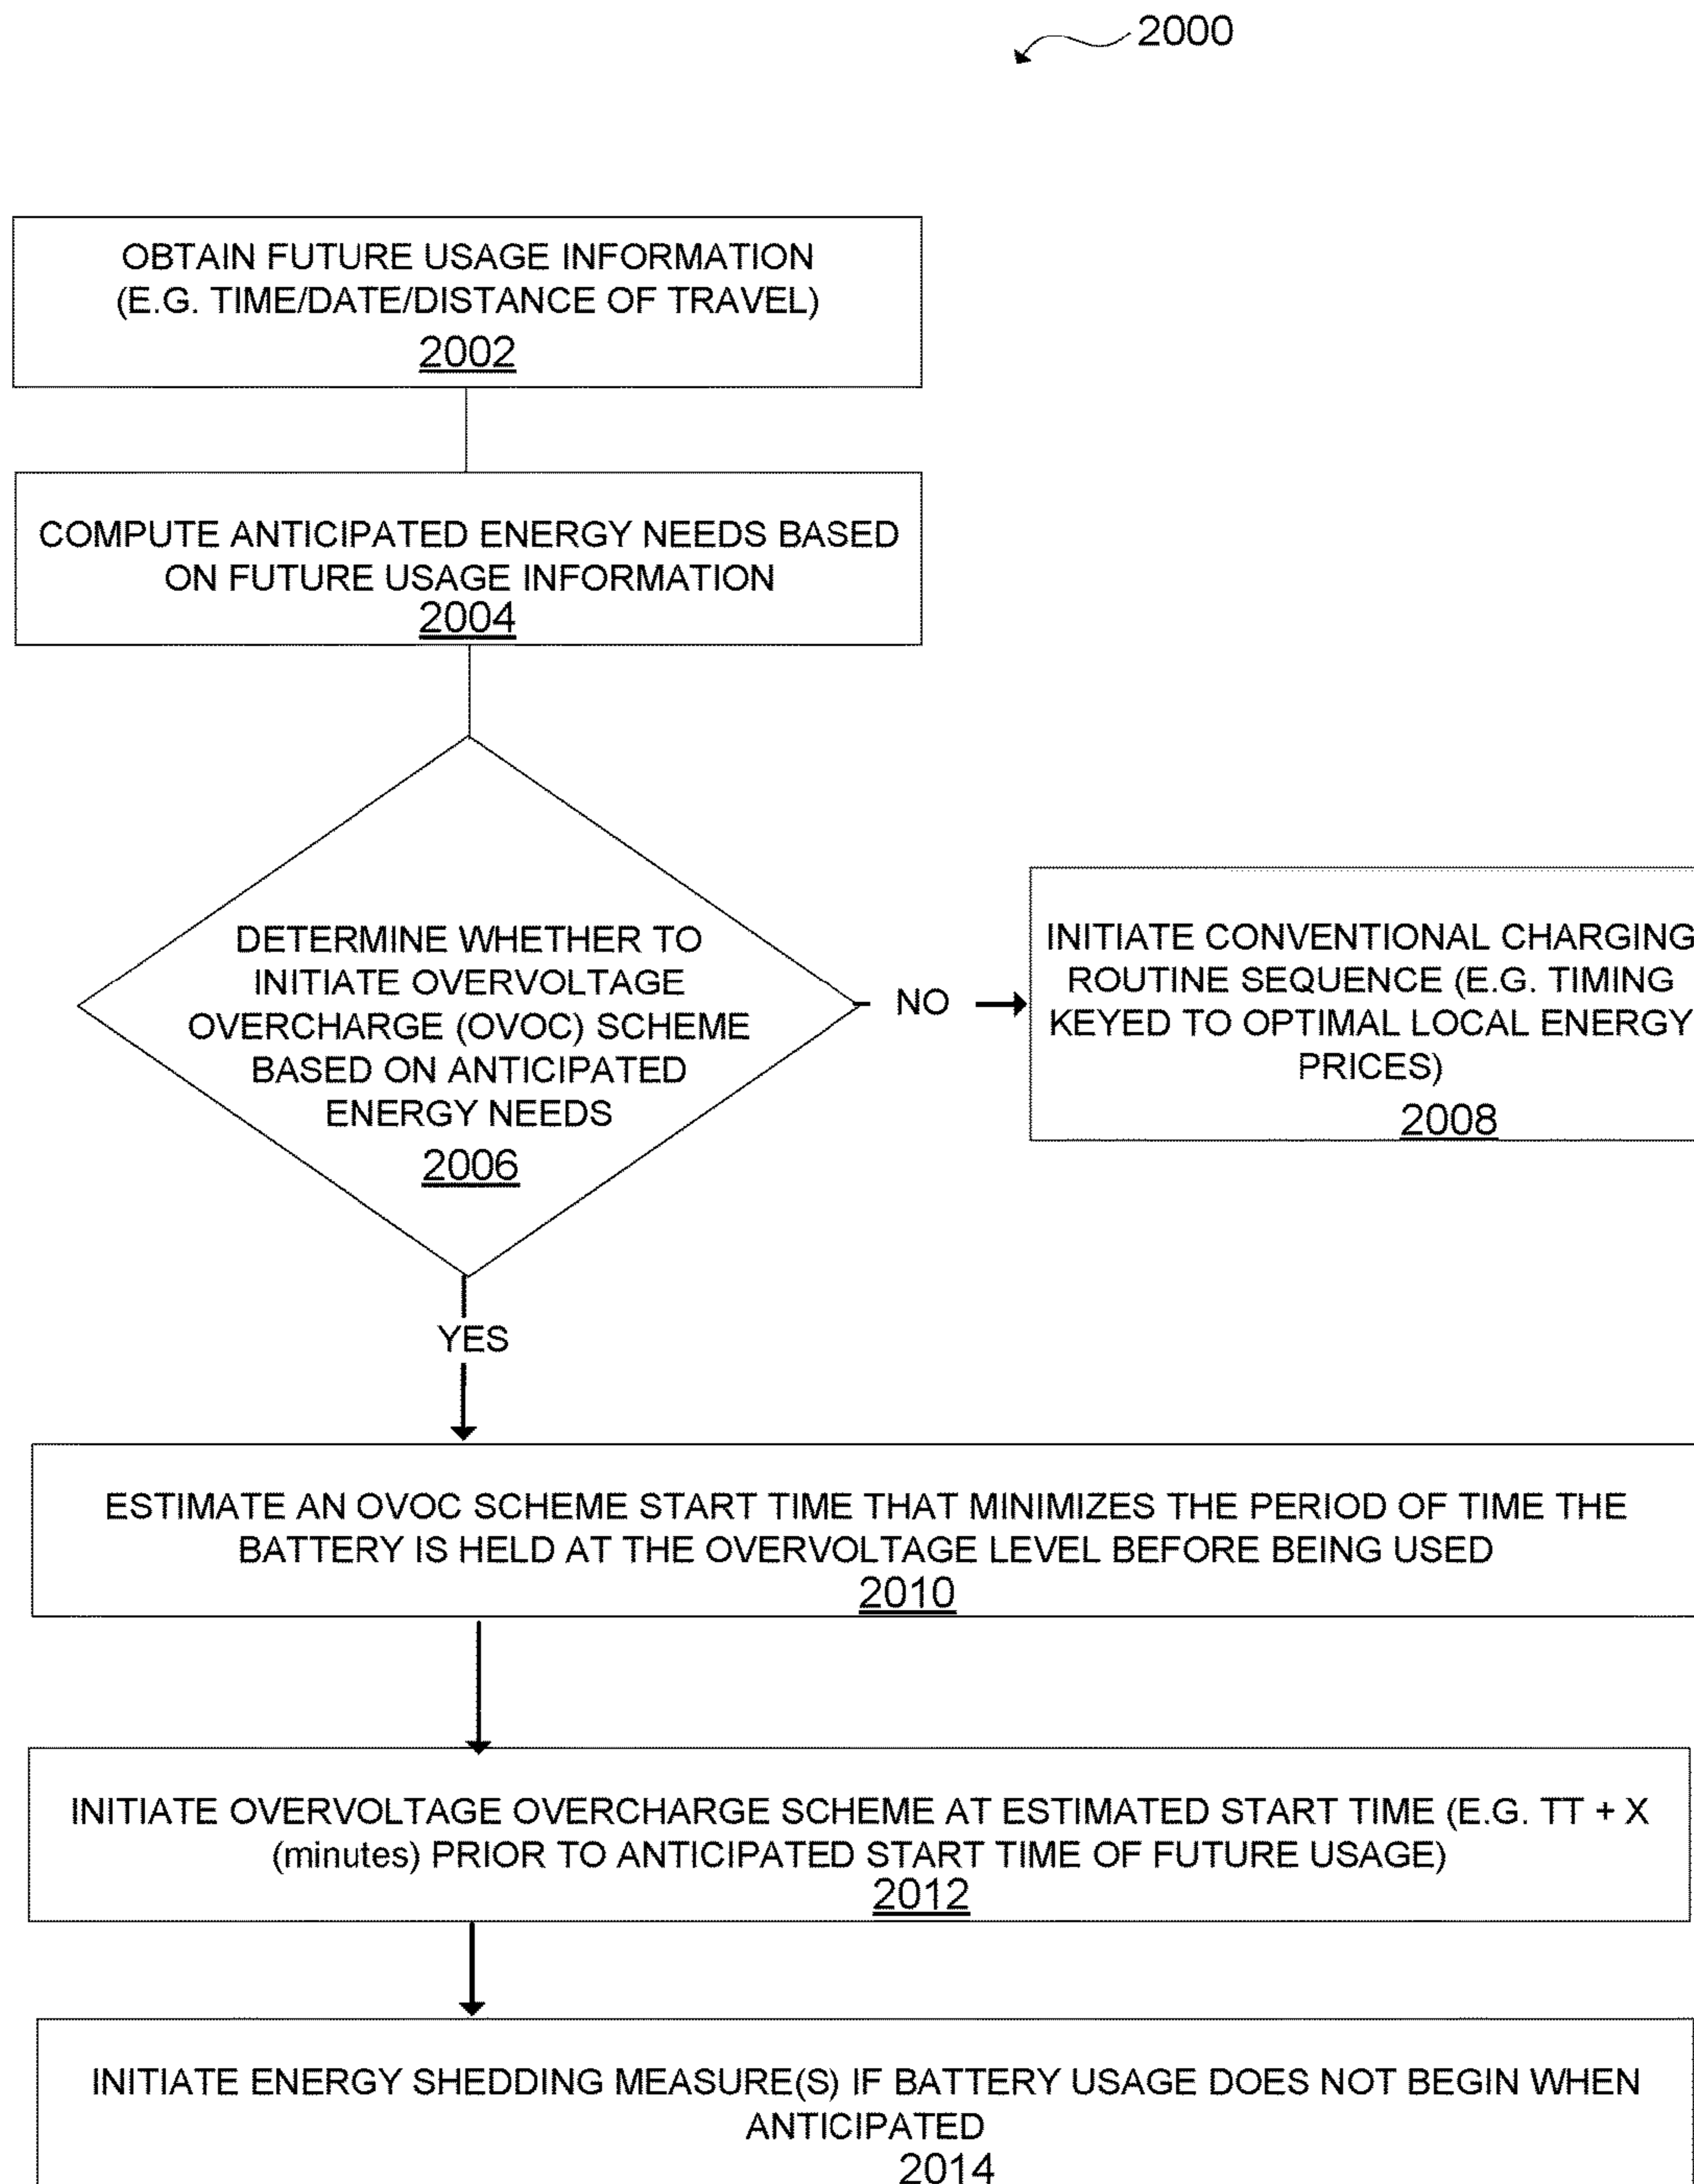 2000
OBTAIN FUTURE USAGE INFORMATION
(E.G. TIME/DATE/DISTANCE OF TRAVEL)
2002
COMPUTE ANTICIPATED ENERGY NEEDS BASED
ON FUTURE USAGE INFORMATION
2004
DETERMINE WHETHER TO
INITIATE OVERVOLTAGE
OVERCHARGE (OVOC) SCHEME
BASED ON ANTICIPATED
ENERGY NEEDS
2006
NO
INITIATE CONVENTIONAL CHARGING
ROUTINE SEQUENCE (E.G. TIMING
KEYED TO OPTIMAL LOCAL ENERGY
PRICES)
2008
YES
ESTIMATE AN OVOC SCHEME START TIME THAT MINIMIZES THE PERIOD OF TIME THE
BATTERY IS HELD AT THE OVERVOLTAGE LEVEL BEFORE BEING USED
2010
INITIATE OVERVOLTAGE OVERCHARGE SCHEME AT ESTIMATED START TIME (E.G. TT + X
(minutes) PRIOR TO ANTICIPATED START TIME OF FUTURE USAGE)
2012
INITIATE ENERGY SHEDDING MEASURE(S) IF BATTERY USAGE DOES NOT BEGIN WHEN
ANTICIPATED
2014